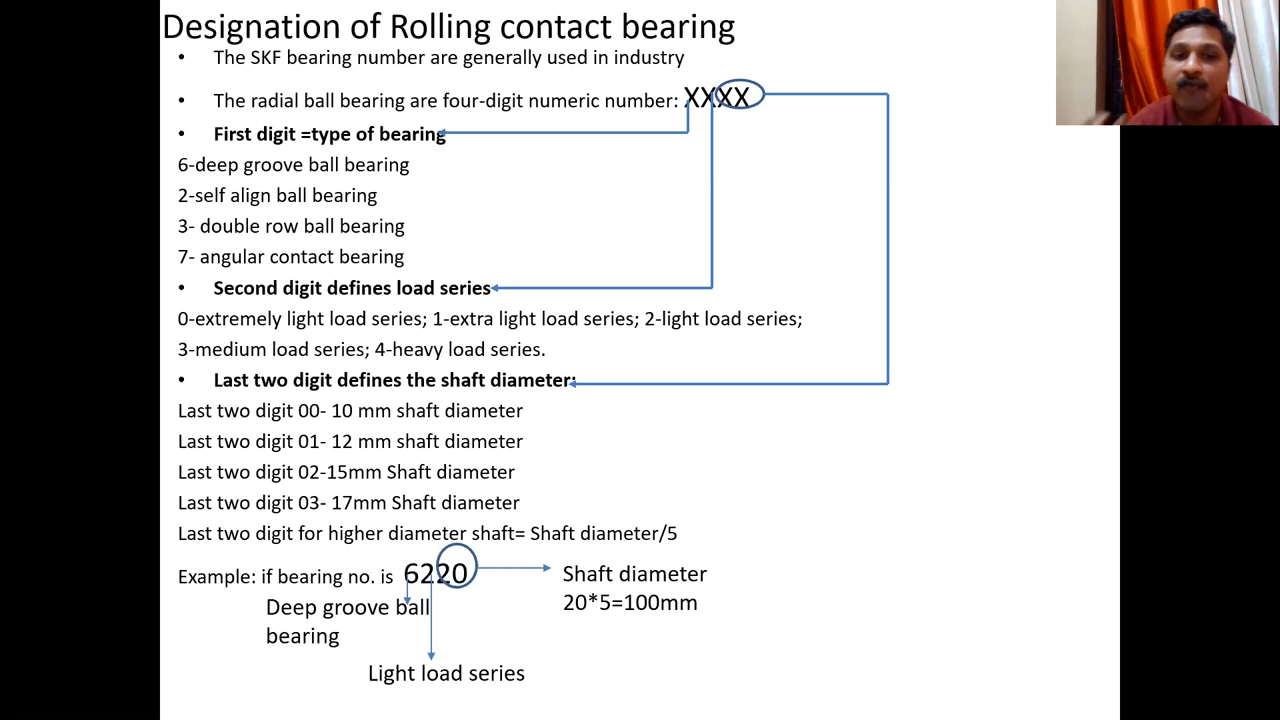 Designation of Rolling contact bearing
• The SKF bearing number are generally used in industry
• The radial ball bearing are four-digit numeric number: XXXX
• First digit =type of bearing
6-deep groove ball bearing
2-self align ball bearing
3- double row ball bearing
7- angular contact bearing
• Second digit defines load series
0-extremely light load series; 1-extra light load series; 2-light load series;
3-medium load series; 4-heavy load series.
• Last two digit defines the shaft diameter:
Last two digit 00- 10 mm shaft diameter
Last two digit 01- 12 mm shaft diameter
Last two digit 02-15mm Shaft diameter
Last two digit 03- 17mm Shaft diameter
Last two digit for higher diameter shaft= Shaft diameter/5
Example: if bearing no. is 6220
Shaft diameter
20*5=100mm
Deep groove ball
bearing
Light load series